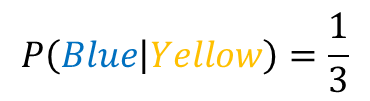 P(Blue|Yellow) = 1/3